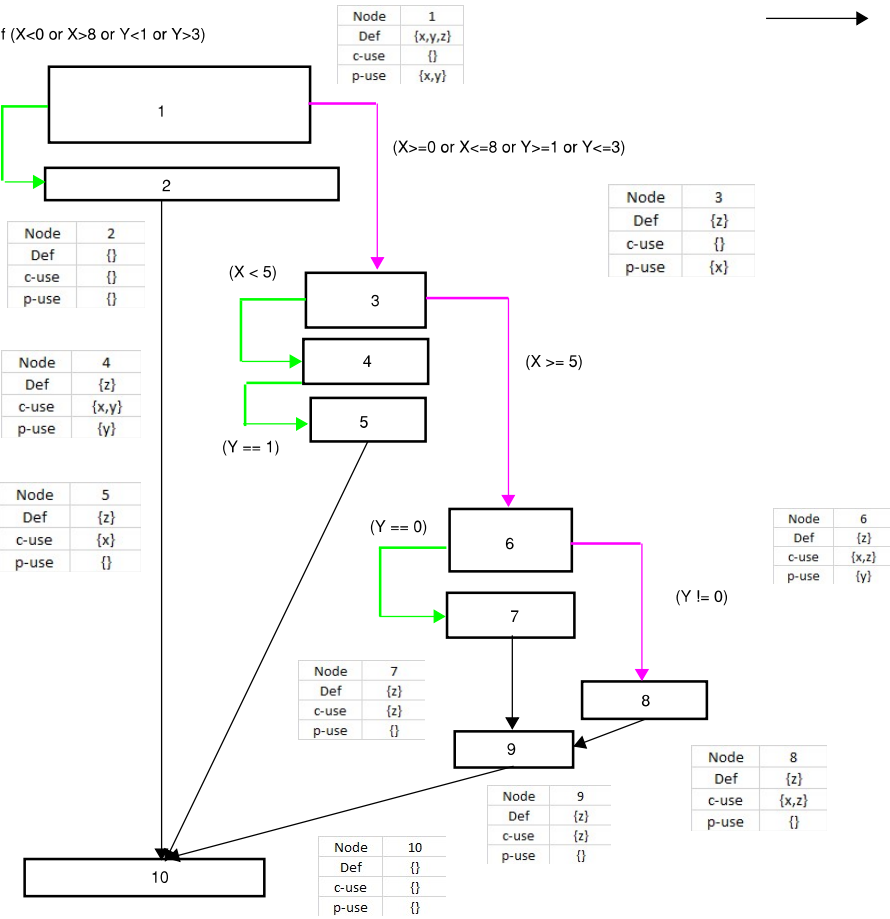 f (X<0 or X>8 or Y<1 or Y>3)
Node 1
Def {x,y,z}
c-use {}
p-use {x,y}
1
(X>=0 or X<=8 or Y>=1 or Y<=3)
2
Node 3
Def {z}
c-use {}
p-use {x}
Node 2
Def {}
c-use {}
p-use {}
(X < 5)
3
4
(X >= 5)
Node 4
Def {z}
c-use {x,y}
p-use {y}
5
(Y == 1)
Node 5
Def {z}
c-use {x}
p-use {}
(Y == 0)
6
Node 6
Def {z}
c-use {x,z}
p-use {y}
(Y != 0)
7
Node 7
Def {z}
c-use {z}
p-use {}
8
9
Node 8
Def {z}
c-use {x,z}
p-use {}
Node 9
Def {z}
c-use {z}
p-use {}
10
Node 10
Def {}
c-use {}
p-use {}